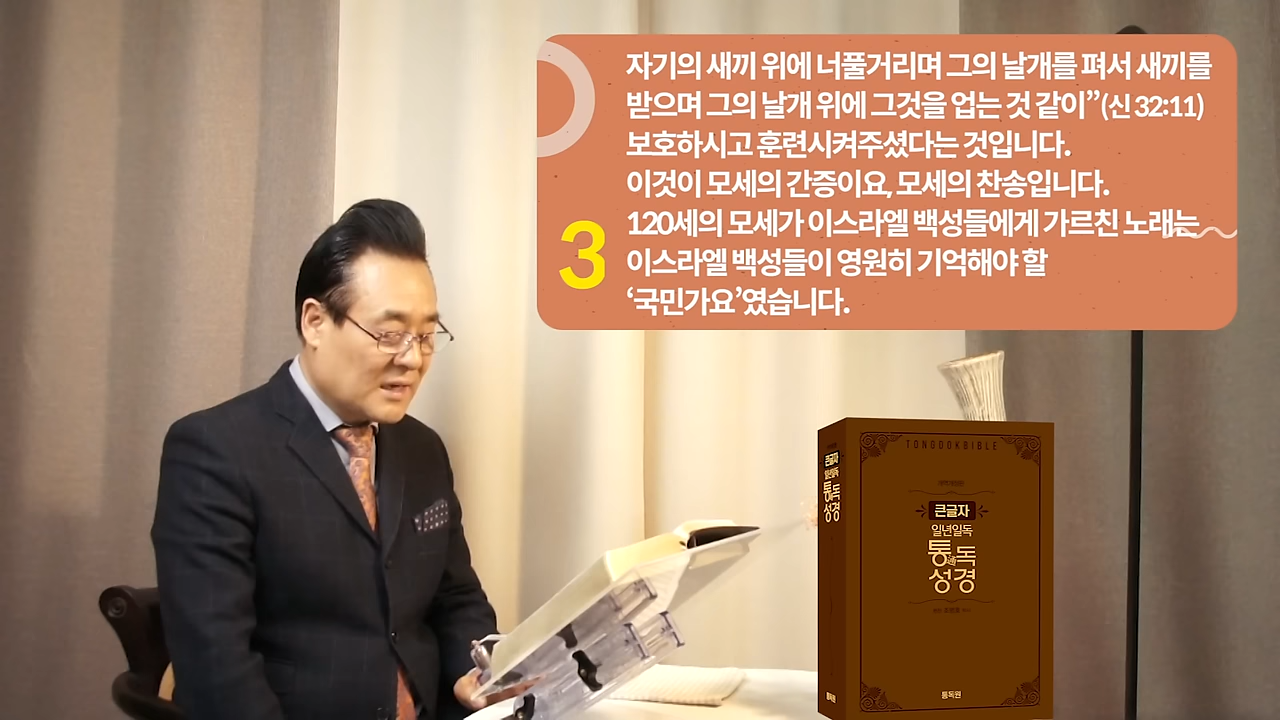 자기의 새끼 위에 너풀거리며 그의 날개를 펴서 새끼를
받으며 그의 날개 위에 그것을 업는 것 같이”(신 32:11)
보호하시고 훈련시켜주셨다는 것입니다.
이것이 모세의 간증이요, 모세의 찬송입니다.
3
120세의 모세가 이스라엘 백성들에게 가르친 노래는
이스라엘 백성들이 영원히 기억해야 할
‘국민가요’였습니다.
TONGDOKBIBLE
큰글자
일년일독
통독
성경
통독원
큰글자
일년일독
통독
성경
통독원